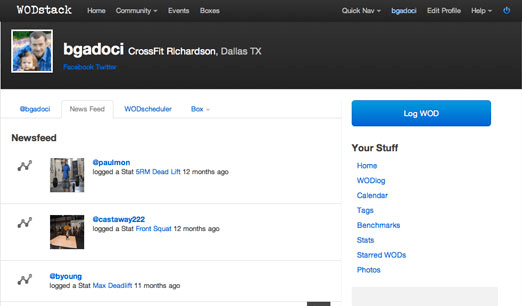 WODstack Home Community Events Boxes Quick Nav bgadoci Edit Profile Help
bgadoci CrossFit Richardson, Dallas TX
Facebook Twitter
@bgadoci News Feed WODscheduler Box
Log WOD
Newsfeed
@paulmon
logged a Stat 5RM Dead Lift 12 months ago
@castaway222
logged a Stat Front Squat 12 months ago
@byoung
logged a Stat Max Deadlift 11 months ago
Your Stuff
Home
WODlog
Calendar
Tags
Benchmarks
Stats
Starred WODs
Photos